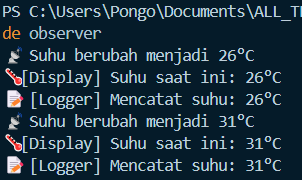 PS C:\Users\Pongo\Documents\ALL_T
de observer
📡 Suhu berubah menjadi 26°C
🌡️[Display] Suhu saat ini: 26°C
📝 [Logger] Mencatat suhu: 26°C
📡 Suhu berubah menjadi 31°C
🌡️[Display] Suhu saat ini: 31°C
📝 [Logger] Mencatat suhu: 31°C